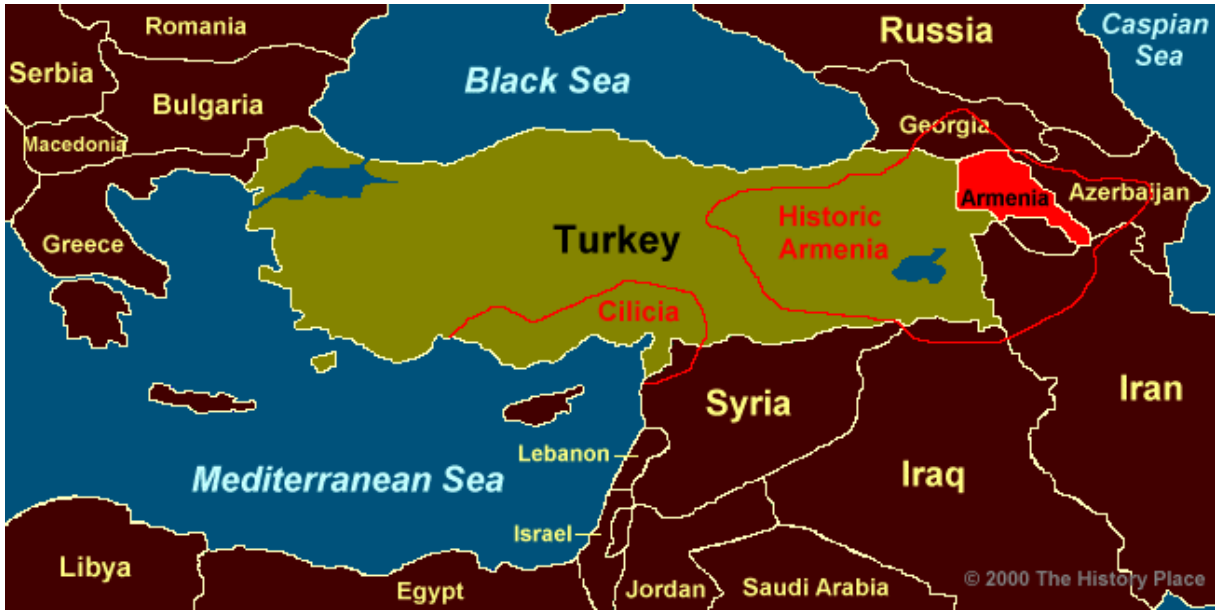 Romania
Russia
Caspian
Sea
Serbia
Black Sea
Bulgaria
Georgia
Macedonia
Armenia
Azerbaijan
Historic
Armenia
Greece
Turkey
Cilicia
Iran
Syria
Lebanon
Iraq
Mediterranean Sea
Israel
Libya
Egypt
Jordan
Saudi Arabia
© 2000 The History Place